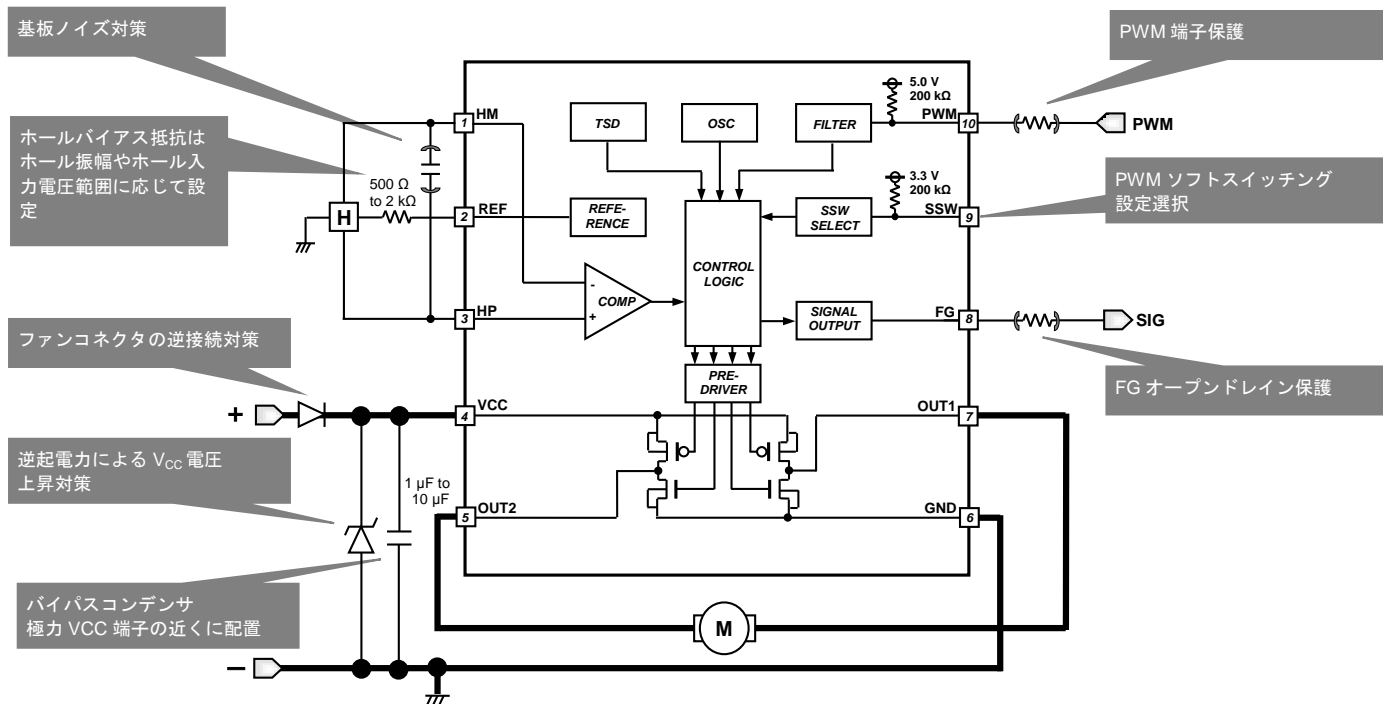 基板ノイズ対策
ホールバイアス抵抗は
ホール振幅やホール入
力電圧範囲に応じて設
定
500 Ω
to 2 kΩ
H
ファンコネクタの逆接続対策
+
逆起電力による VCC 電圧
上昇対策
1 µF to
10 µF
バイパスコンデンサ
極力 VCC 端子の近くに配置
−
1
HM
2
REF
3
HP
4
VCC
5
OUT2
TSD
OSC
FILTER
REFE-
RENCE
COMP
-
+
CONTROL
LOGIC
SSW
SELECT
SIGNAL
OUTPUT
PRE-
DRIVER
5.0 V
200 kΩ
PWM
10
3.3 V
200 kΩ
SSW
9
FG
8
OUT1
7
GND
6
M
PWM 端子保護
PWM
PWM ソフトスイッチング
設定選択
SIG
FG オープンドレイン保護